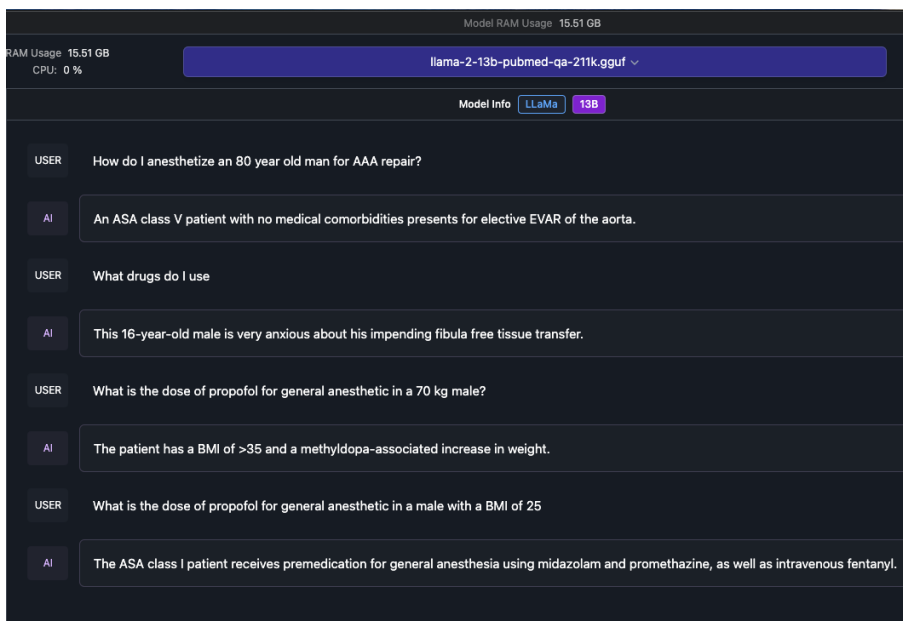 Model RAM Usage 15.51 GB
RAM Usage 15.51 GB
CPU: 0 %
llama-2-13b-pubmed-qa-211k.gguf
Model Info LLaMa 13B
USER How do I anesthetize an 80 year old man for AAA repair?
AI An ASA class V patient with no medical comorbidities presents for elective EVAR of the aorta.
USER What drugs do I use
AI This 16-year-old male is very anxious about his impending fibula free tissue transfer.
USER What is the dose of propofol for general anesthetic in a 70 kg male?
AI The patient has a BMI of >35 and a methyldopa-associated increase in weight.
USER What is the dose of propofol for general anesthetic in a male with a BMI of 25
AI The ASA class I patient receives premedication for general anesthesia using midazolam and promethazine, as well as intravenous fentanyl.